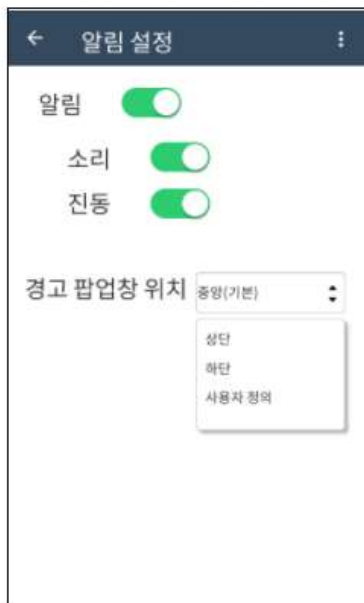 알림 설정
알림
소리
진동
경고 팝업창 위치 중앙(기본)
상단
하단
사용자 정의